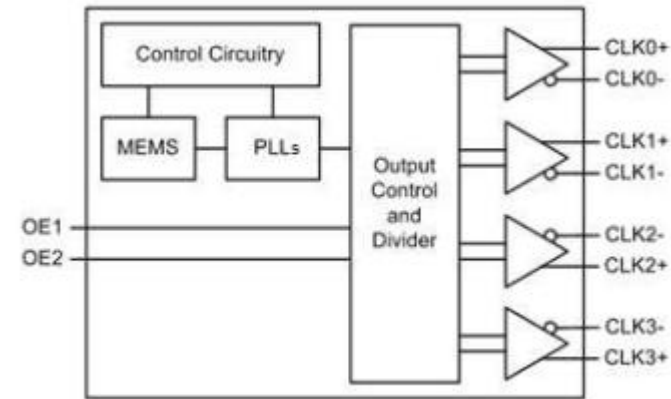 Control Circuitry
MEMS
PLLs
Output
Control
and
Divider
OE1
OE2
CLK0+
CLK0-
CLK1+
CLK1-
CLK2-
CLK2+
CLK3-
CLK3+